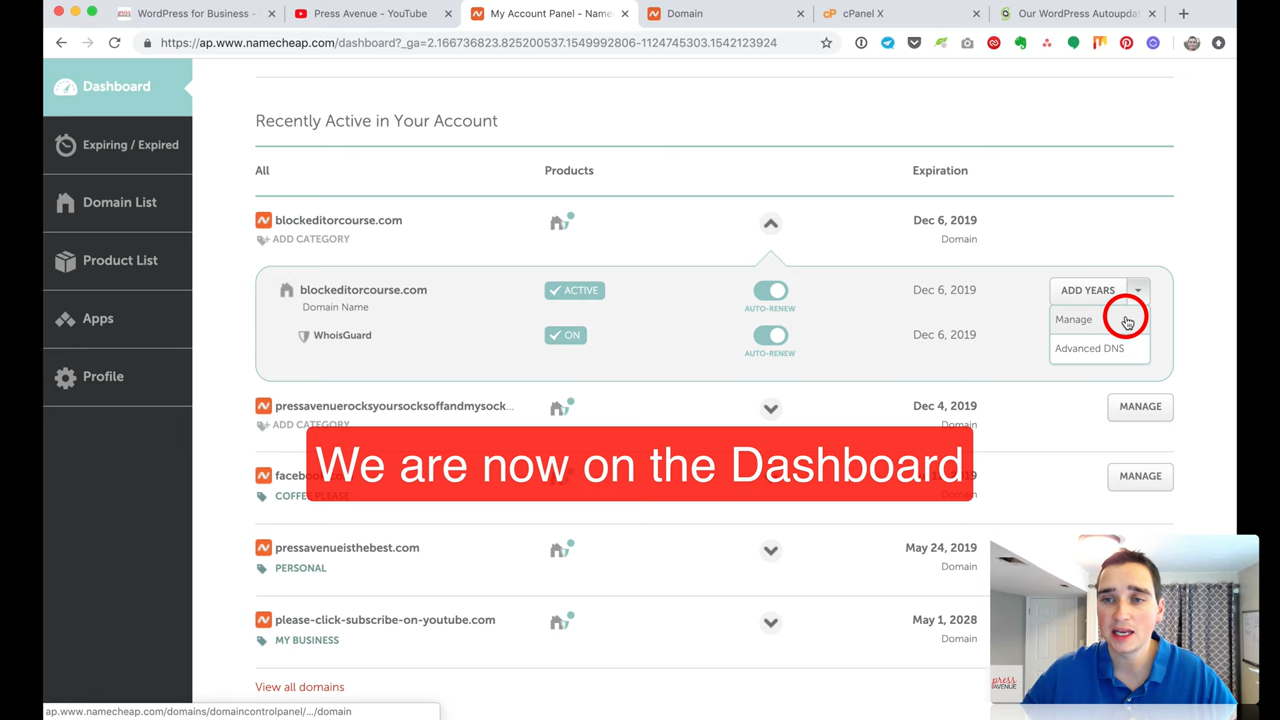 WordPress for Business -
Press Avenue - YouTube
My Account Panel - Name
Domain
cPanel X
Our WordPress Autoupdat
https://ap.www.namecheap.com/dashboard?_ga=2.166736823.825200537.1549992806-1124745303.1542123924
Dashboard
Expiring / Expired
Domain List
Product List
Apps
Profile
Recently Active in Your Account
All Products Expiration
blockeditorcourse.com Dec 6, 2019
ADD CATEGORY Domain
blockeditorcourse.com ACTIVE Dec 6, 2019 ADD YEARS
Domain Name AUTO-RENEW
Manage
WhoisGuard ON Dec 6, 2019
AUTO-RENEW
Advanced DNS
pressavenuerocksyoursocksoffandmysock... Dec 4, 2019 MANAGE
ADD CATEGORY Domain
We are now on the Dashboard
MANAGE
pressavenueisthebest.com May 24, 2019
PERSONAL Domain
please-click-subscribe-on-youtube.com May 1, 2028
MY BUSINESS Domain
View all domains
press
AVENUE
ap.www.namecheap.com/domains/domaincontrolpanel/.../domain